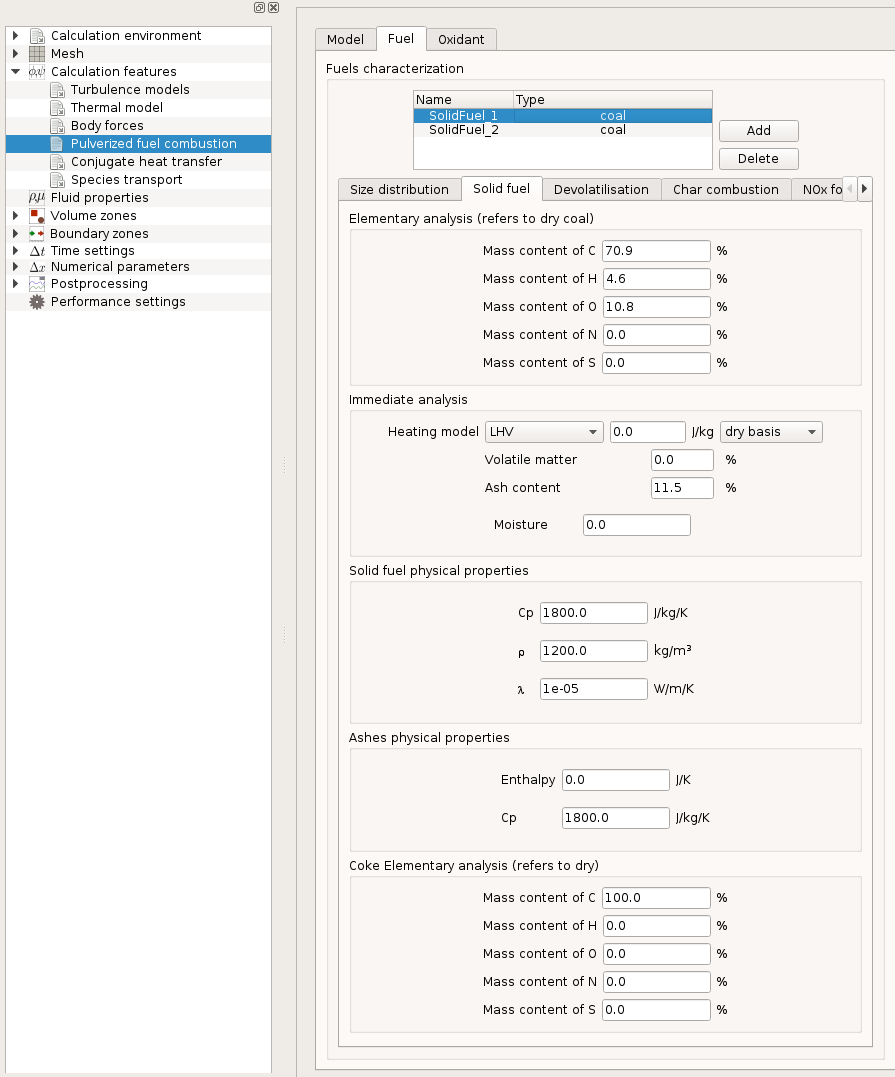 Calculation environment
Mesh
Calculation features
Turbulence models
Thermal model
Body forces
Pulverized fuel combustion
Conjugate heat transfer
Species transport
ρ,μ Fluid properties
Volume zones
Boundary zones
Δt Time settings
Δx Numerical parameters
Postprocessing
Performance settings
Model Fuel Oxidant
Fuels characterization
Name Type
SolidFuel_1 coal
SolidFuel_2 coal
Add
Delete
Size distribution Solid fuel Devolatilisation Char combustion NOx fo
Elementary analysis (refers to dry coal)
Mass content of C 70.9 %
Mass content of H 4.6 %
Mass content of O 10.8 %
Mass content of N 0.0 %
Mass content of S 0.0 %
Immediate analysis
Heating model LHV 0.0 J/kg dry basis
Volatile matter 0.0 %
Ash content 11.5 %
Moisture 0.0
Solid fuel physical properties
Cp 1800.0 J/kg/K
ρ 1200.0 kg/m³
λ 1e-05 W/m/K
Ashes physical properties
Enthalpy 0.0 J/K
Cp 1800.0 J/kg/K
Coke Elementary analysis (refers to dry)
Mass content of C 100.0 %
Mass content of H 0.0 %
Mass content of O 0.0 %
Mass content of N 0.0 %
Mass content of S 0.0 %